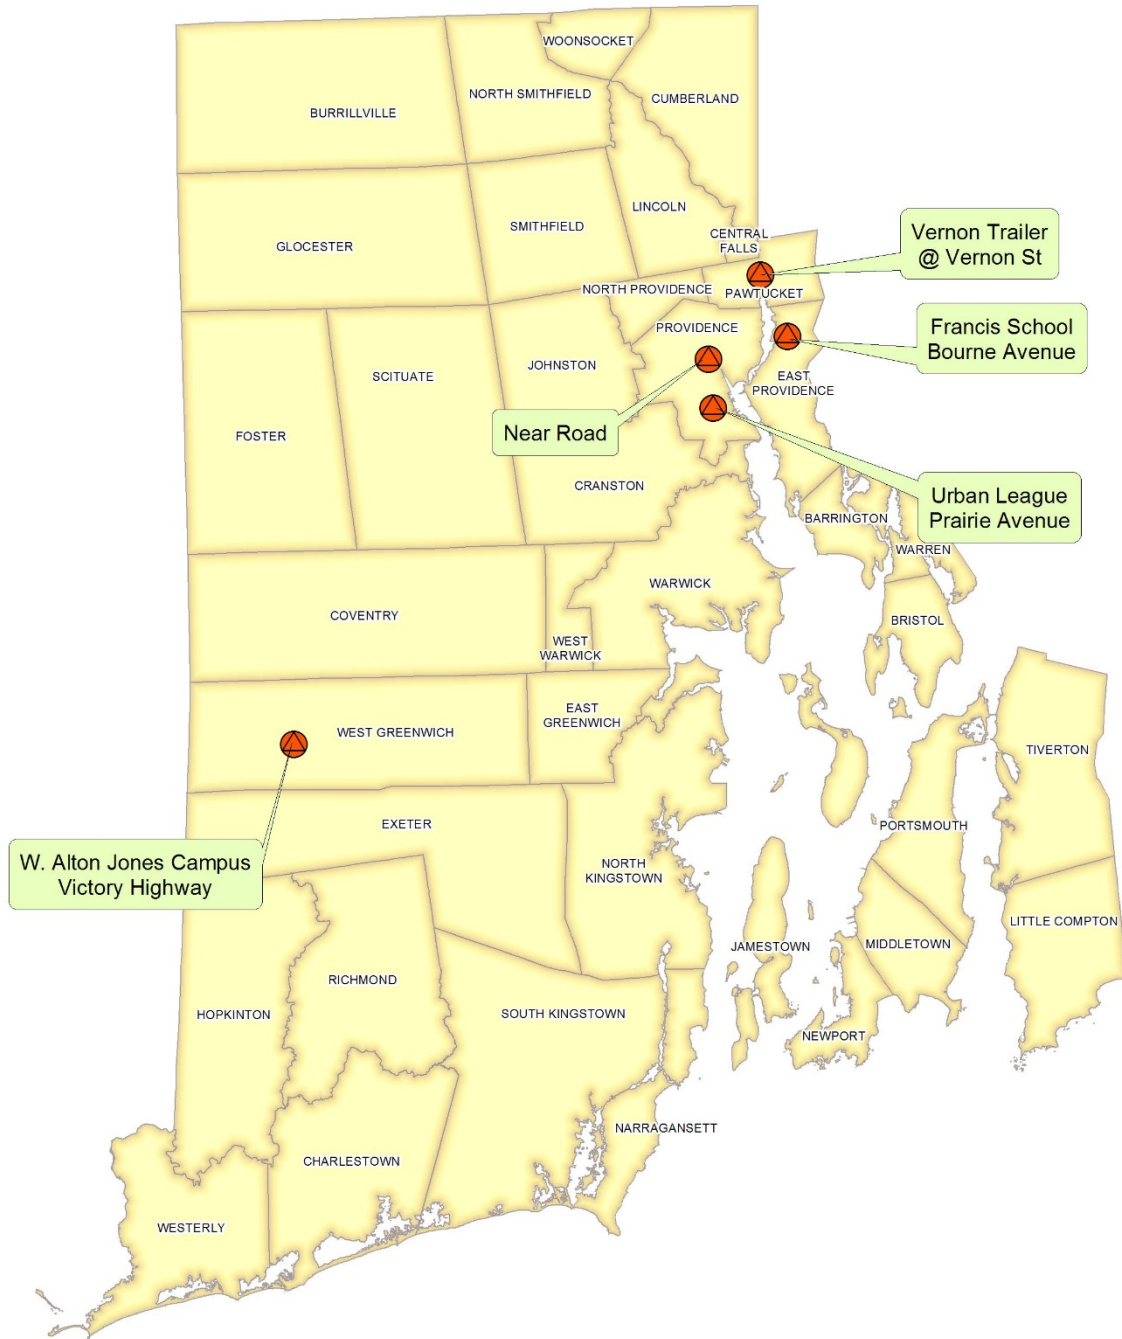 WOONSOCKET
NORTH SMITHFIELD
CUMBERLAND
BURRILLVILLE
LINCOLN
SMITHFIELD
GLOCESTER
CENTRAL
FALLS
Vernon Trailer
@ Vernon St
NORTH PROVIDENCE
PAWTUCKET
PROVIDENCE
Francis School
Bourne Avenue
JOHNSTON
SCITUATE
EAST
PROVIDENCE
FOSTER
Near Road
CRANSTON
Urban League
Prairie Avenue
BARRINGTON
WARREN
WARWICK
COVENTRY
BRISTOL
WEST
WARWICK
EAST
GREENWICH
WEST GREENWICH
TIVERTON
EXETER
PORTSMOUTH
W. Alton Jones Campus
Victory Highway
NORTH
KINGSTOWN
LITTLE COMPTON
JAMESTOWN
MIDDLETOWN
RICHMOND
HOPKINTON
SOUTH KINGSTOWN
NEWPORT
NARRAGANSETT
CHARLESTOWN
WESTERLY